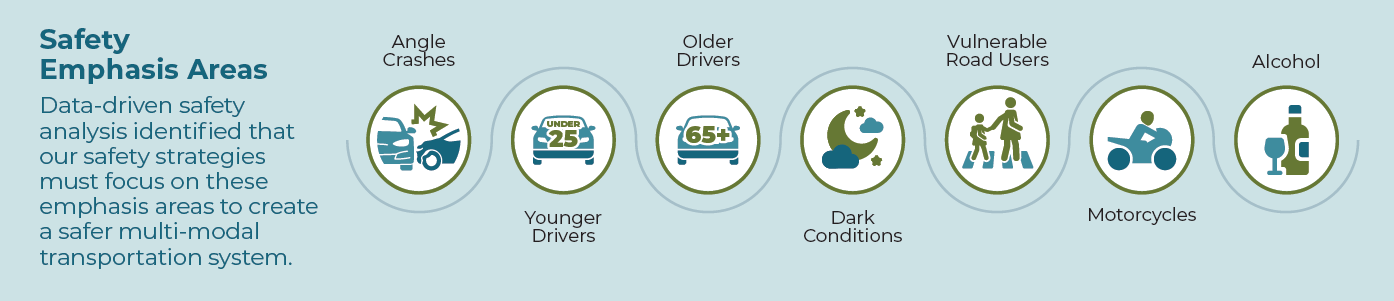 Safety
Emphasis Areas
Data-driven safety
analysis identified that
our safety strategies
must focus on these
emphasis areas to create
a safer multi-modal
transportation system.
Angle
Crashes
UNDER
25
Younger
Drivers
Older
Drivers
65+
Dark
Conditions
Vulnerable
Road Users
Motorcycles
Alcohol